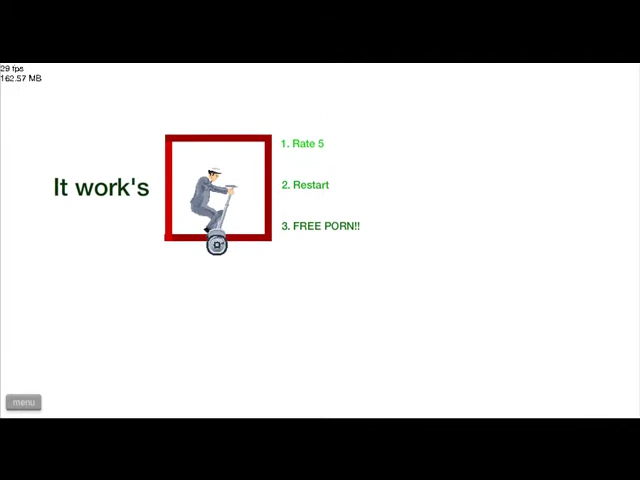 29 fps
162.57 MB
1. Rate 5
It work's
2. Restart
3. FREE PORN!!
menu